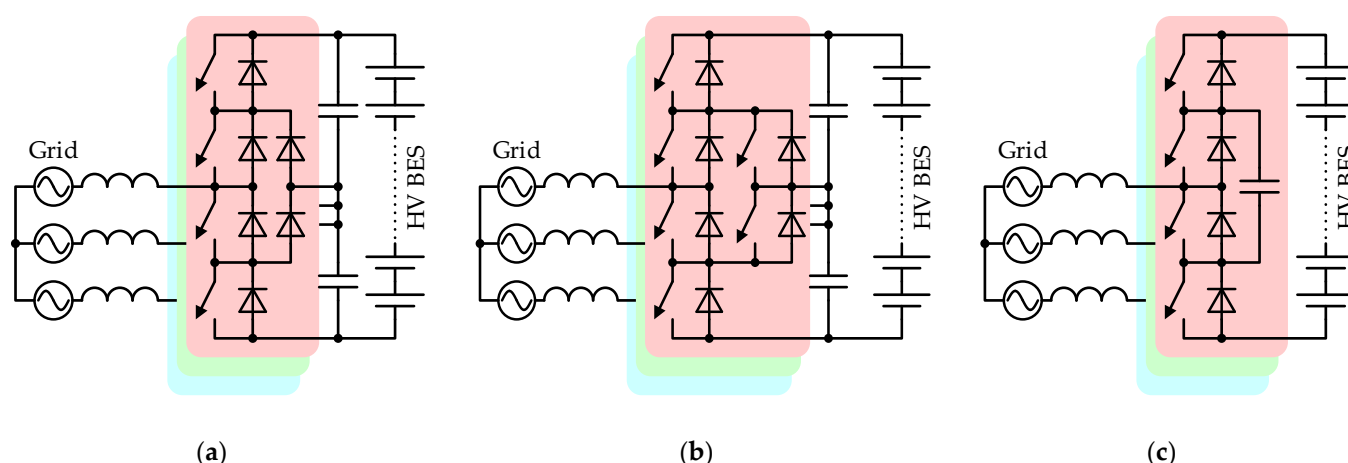 Grid
HV BES
Grid
HV BES
Grid
HV BES
(a)
(b)
(c)